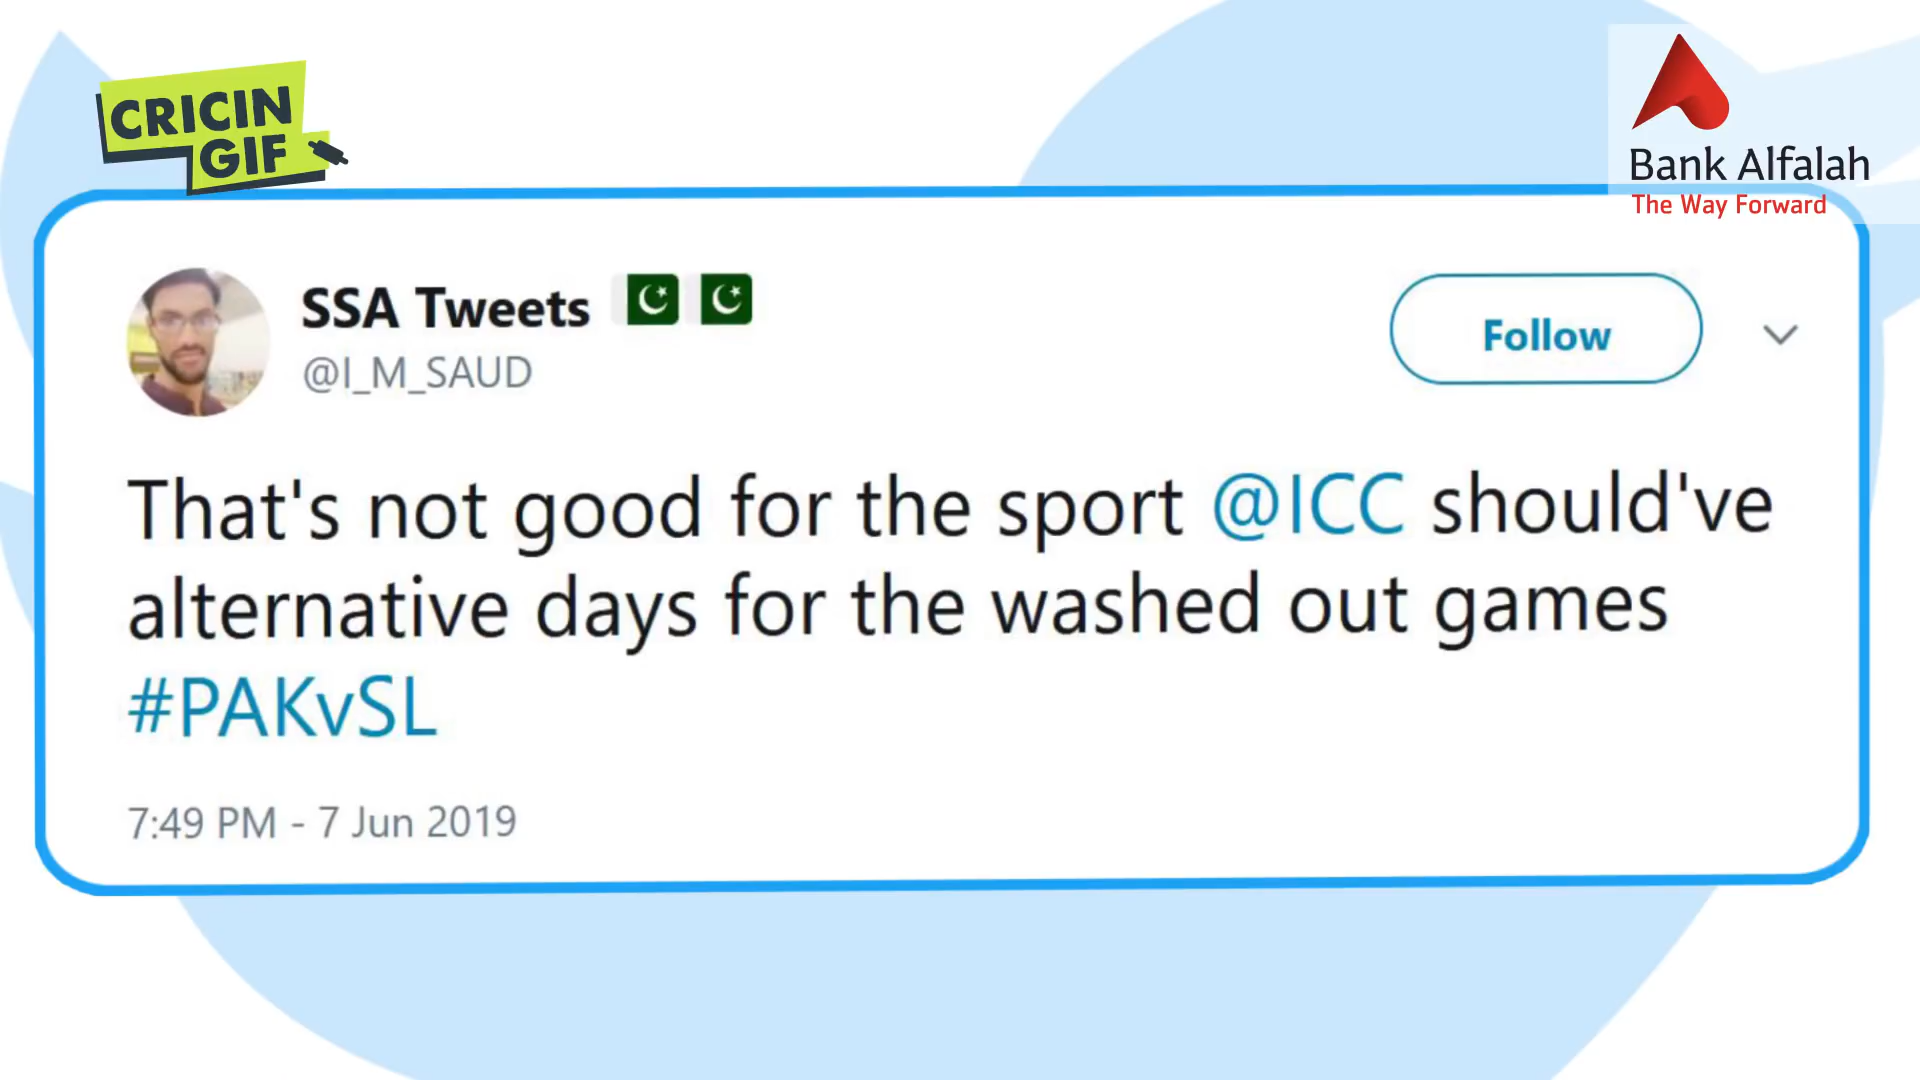 CRICIN
GIF
Bank Alfalah
The Way Forward
SSA Tweets
@I_M_SAUD
Follow
That's not good for the sport @ICC should've
alternative days for the washed out games
#PAKvSL
7:49 PM - 7 Jun 2019